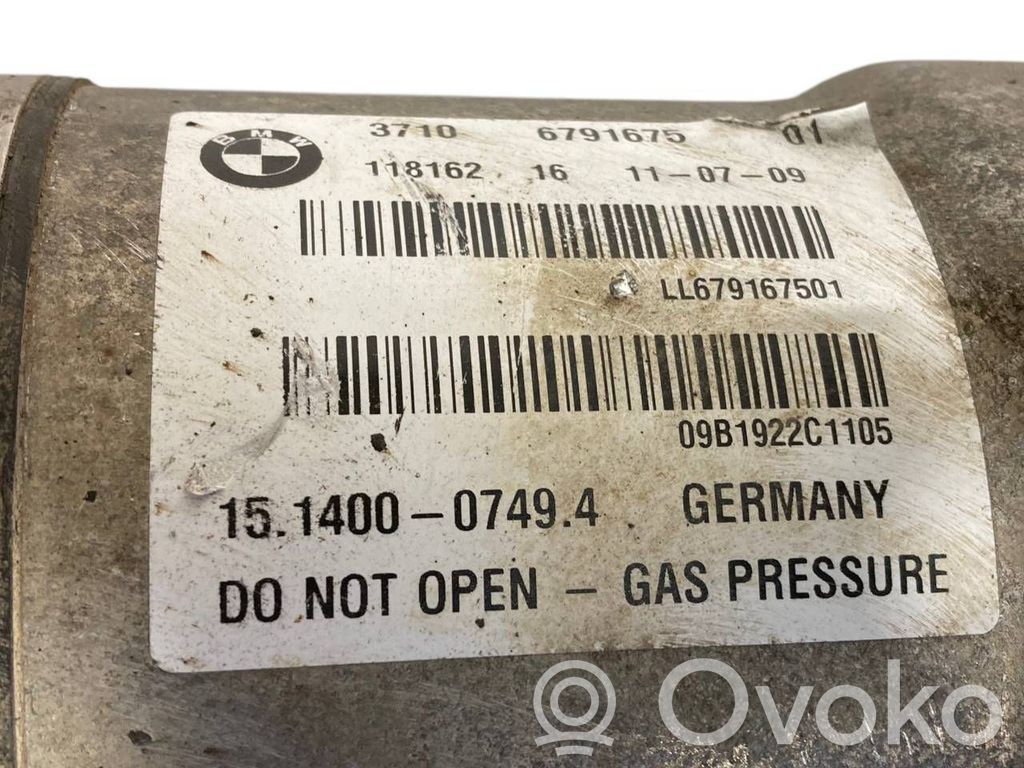 BMW
3710 6791675 01
118162 16 11-07-09
LL679167501
09B1922C1105
15.1400-0749.4 GERMANY
DO NOT OPEN - GAS PRESSURE
Ovoko